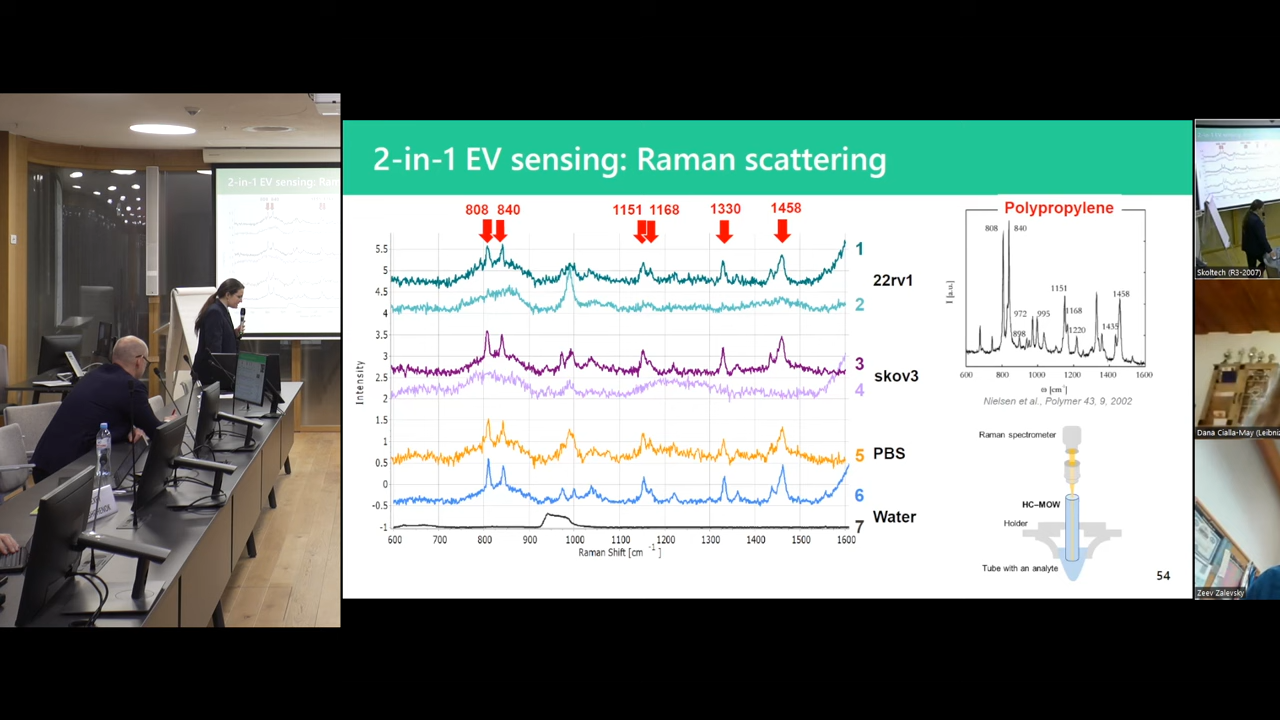 2-in-1 EV sensing: Raman scattering
808 840 1151 1168 1330 1458
5.5
5
4.5
4
3.5
3
2.5
2
1.5
1
0.5
0
-0.5
-1
Intensity
600 700 800 900 1000 1100 1200 1300 1400 1500 1600
Raman Shift [cm -1 ]
1
22rv1
2
3
skov3
4
5 PBS
6
Water
7
Polypropylene
808 840
1151
1458
972 995
1168
1435
898
1220
I [a.u.]
600 800 1000 1200 1400 1600
ω [cm-1]
Nielsen et al., Polymer 43, 9, 2002
Raman spectrometer
HC–MOW
Holder
Tube with an analyte
54
2-in-1 EV sensing: Ram
Skoltech (R3-2007)
Dana Cialla-May (Leibniz
Zeev Zalevsky